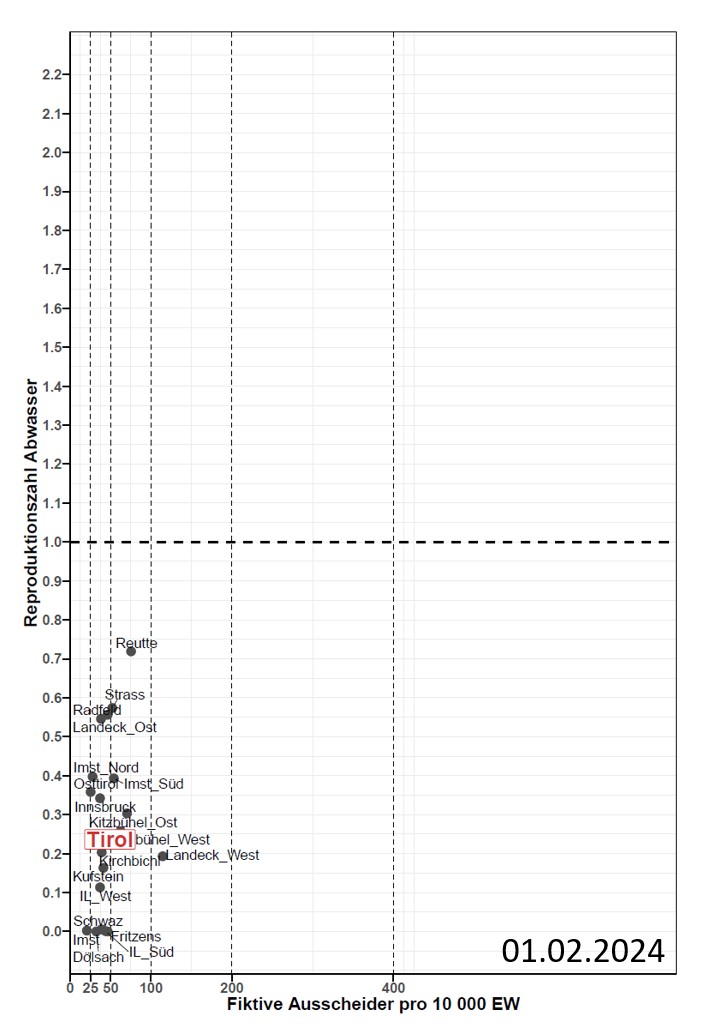 2.2
2.1
2.0
1.9
1.8
1.7
1.6
1.5
1.4
1.3
1.2
1.1
1.0
0.9
0.8
0.7
0.6
0.5
0.4
0.3
0.2
0.1
0.0
Reproduktionszahl Abwasser
Reutte
Strass
Radfeld
Landeck_Ost
Imst_Nord
Osttirol Imst_Süd
Innsbruck
Kitzbühel_Ost
Tirol bühel_West
Kirchbichl Landeck_West
Kufstein
IL_West
Schwaz
Imst Fritzens
Dölsach IL_Süd
01.02.2024
0 25 50 100 200 400
Fiktive Ausscheider pro 10 000 EW